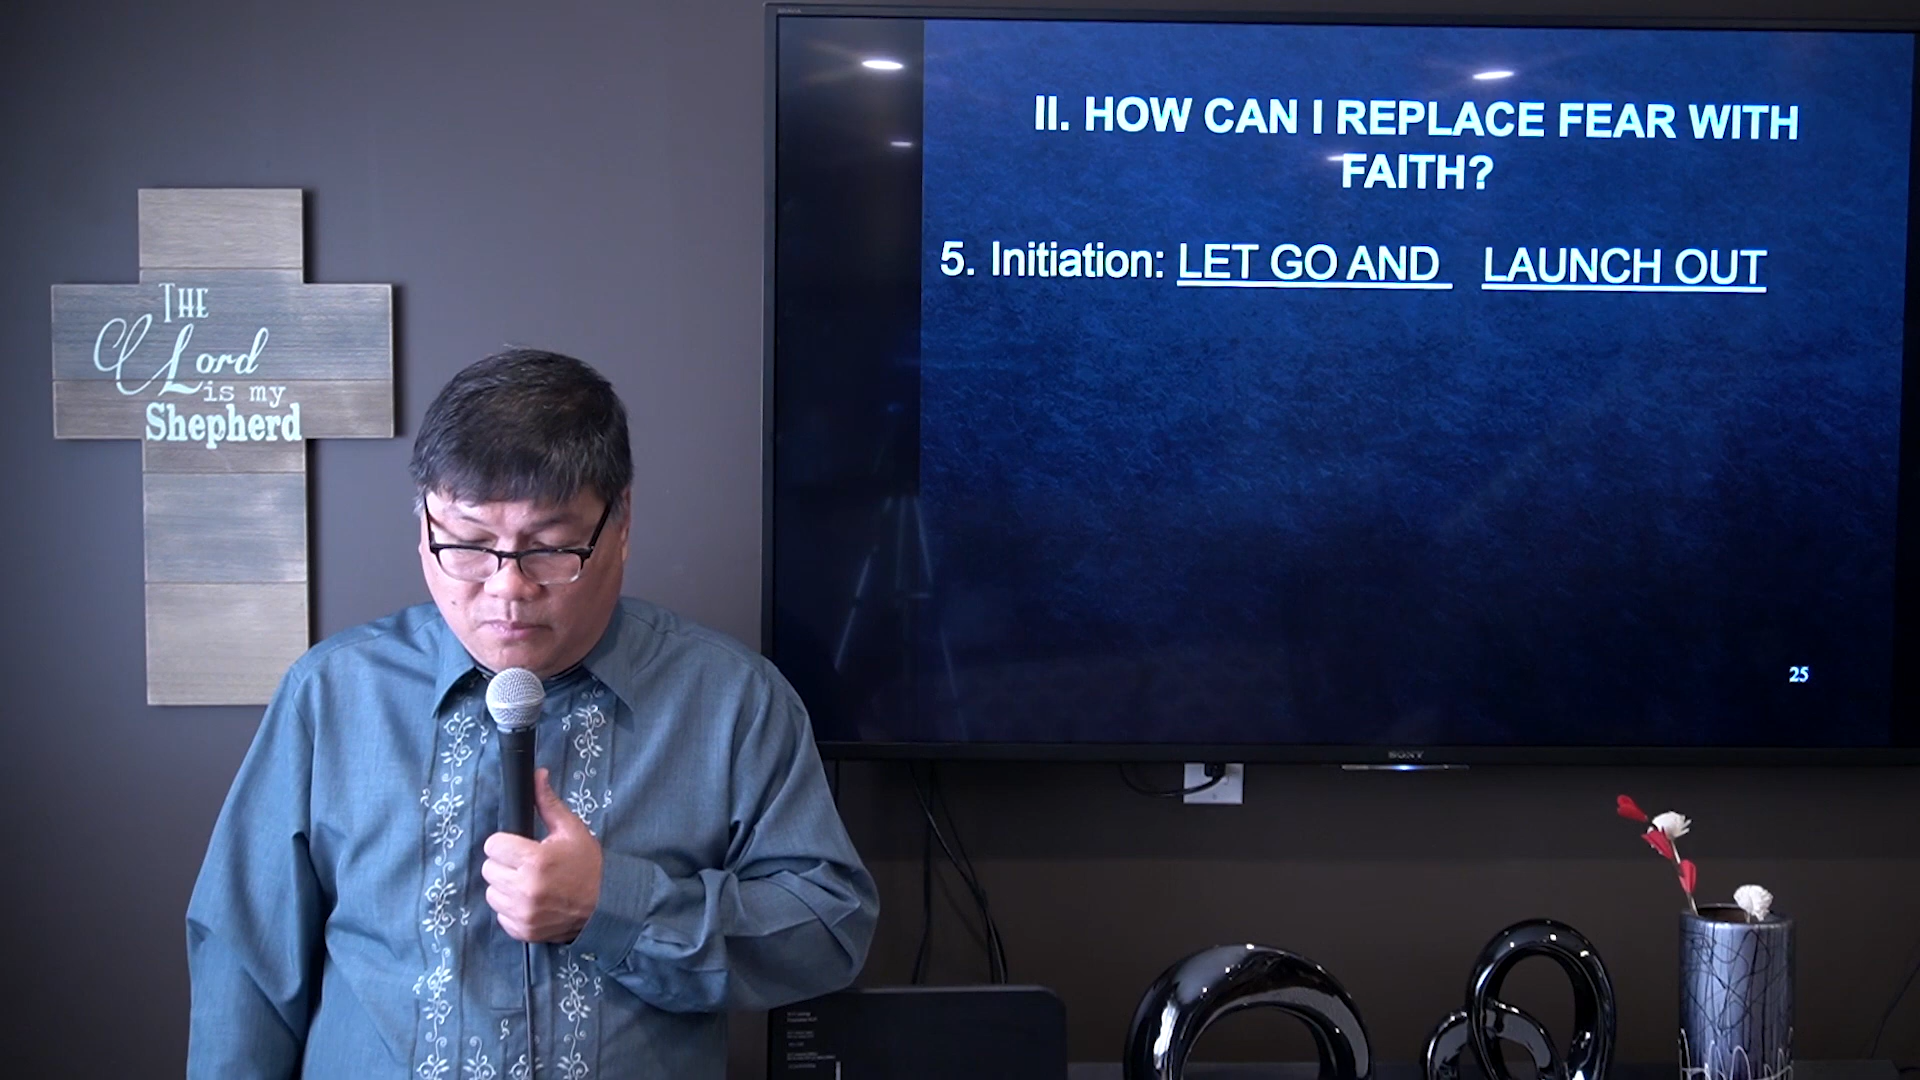 II. HOW CAN I REPLACE FEAR WITH
FAITH?
5. Initiation: LET GO AND LAUNCH OUT
25
SONY
THE
Lord
is my
Shepherd